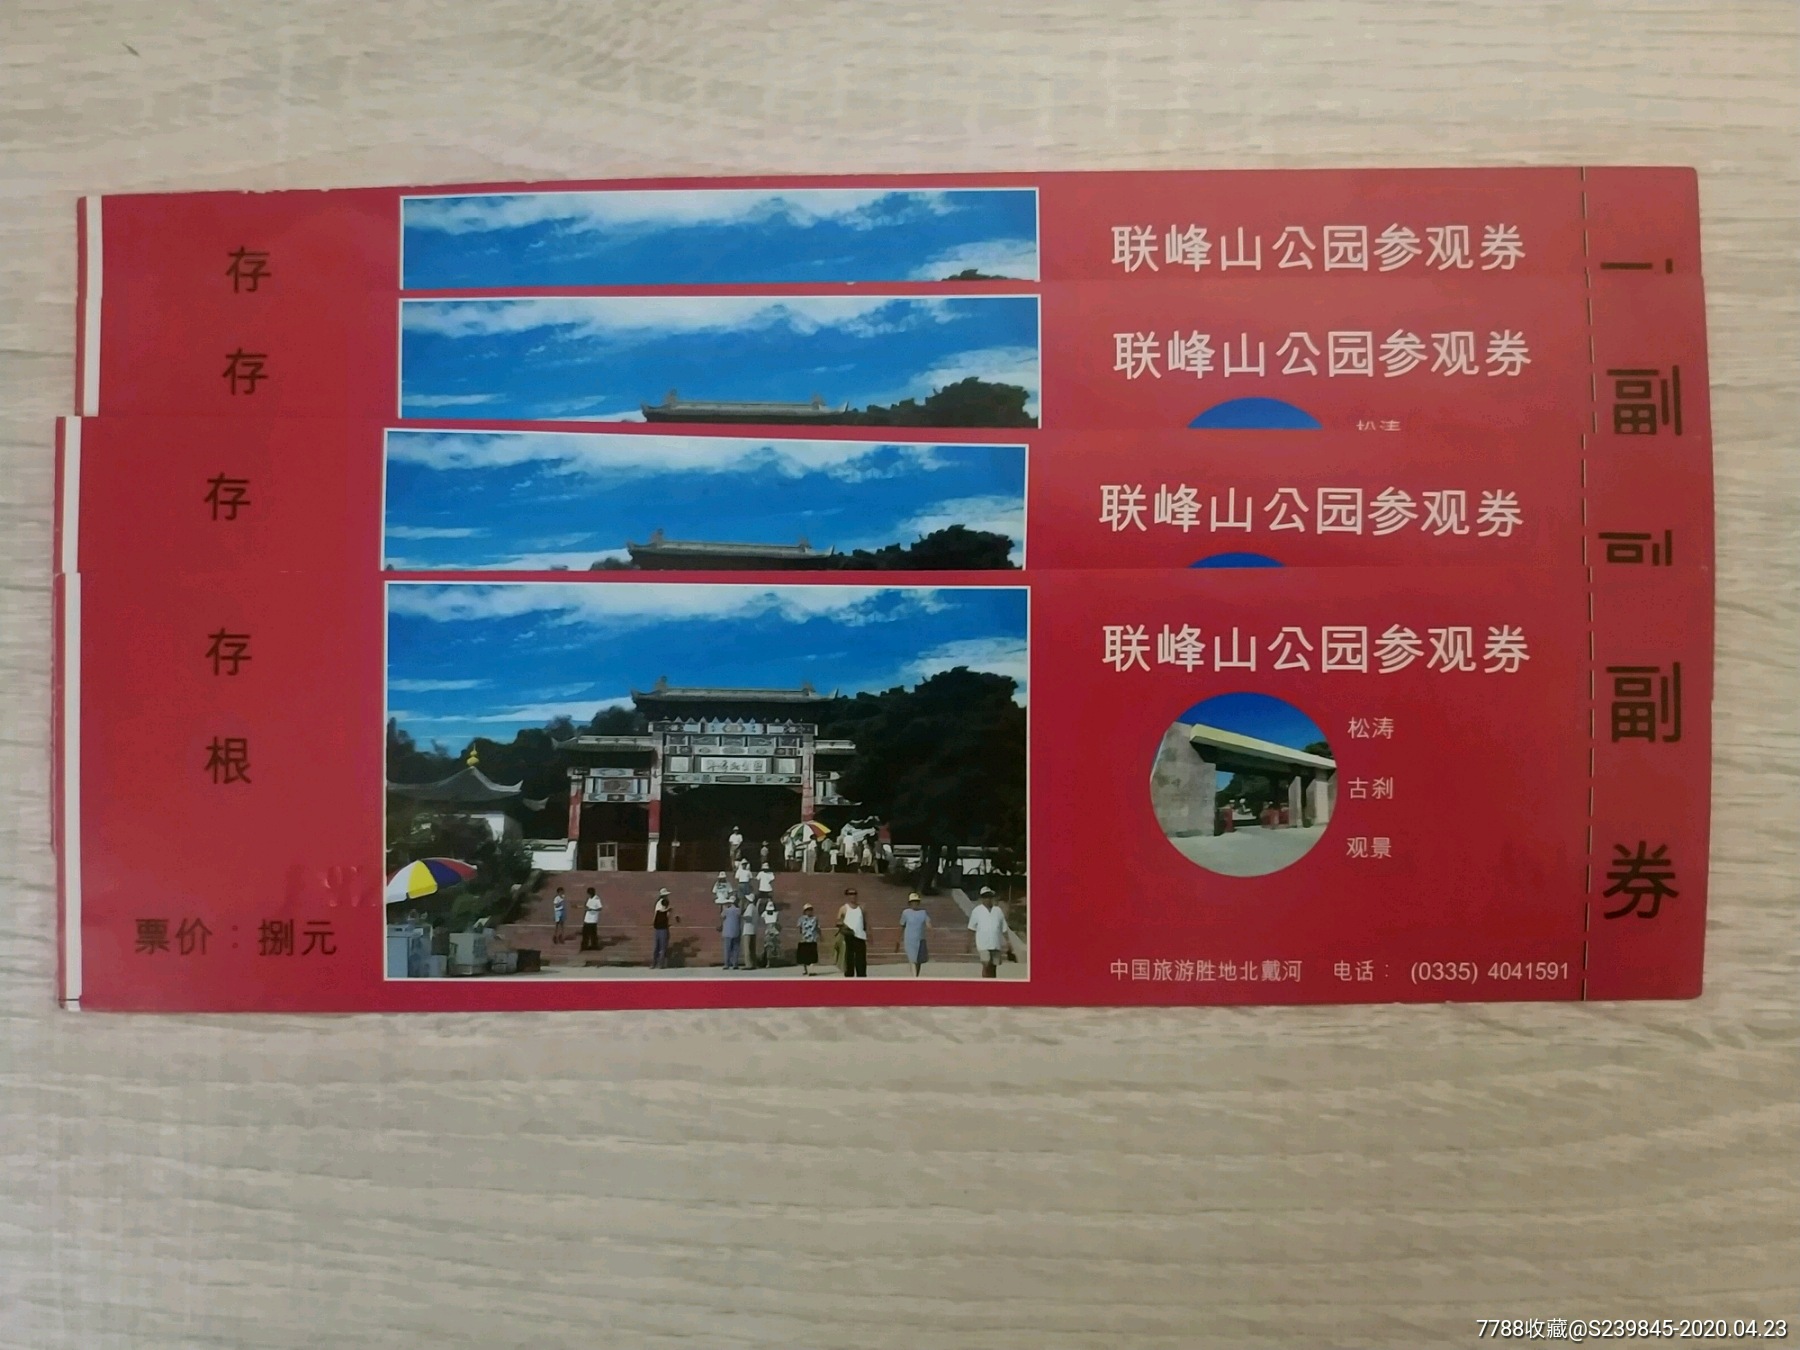 存
联峰山公园参观券
存
联峰山公园参观券
松涛
副
存
联峰山公园参观券
存
根
票价：捌元
联峰山公园参观券
松涛
古刹
观景
中国旅游胜地北戴河 电话： (0335) 4041591
副
券
7788收藏@S239845-2020.04.23